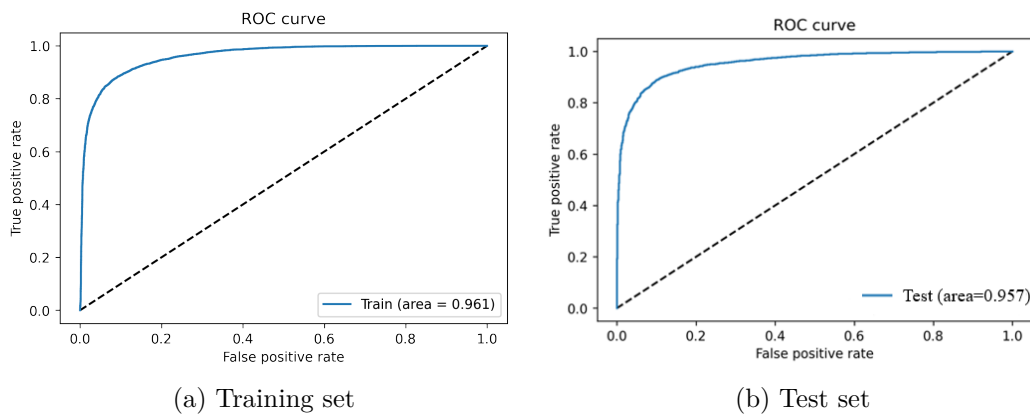 ROC curve
True positive rate
1.0
0.8
0.6
0.4
0.2
0.0
Train (area = 0.961)
0.0 0.2 0.4 0.6 0.8 1.0
False positive rate
(a) Training set
ROC curve
True positive rate
1.0
0.8
0.6
0.4
0.2
0.0
Test (area=0.957)
0.0 0.2 0.4 0.6 0.8 1.0
False positive rate
(b) Test set